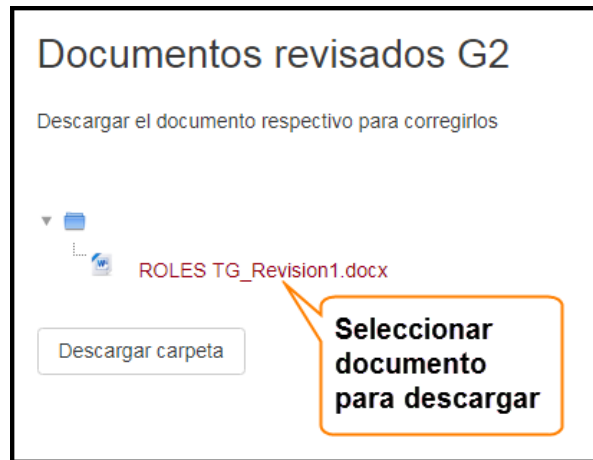 Documentos revisados G2
Descargar el documento respectivo para corregirlos
ROLES TG_Revision1.docx
Descargar carpeta
Seleccionar
documento
para descargar